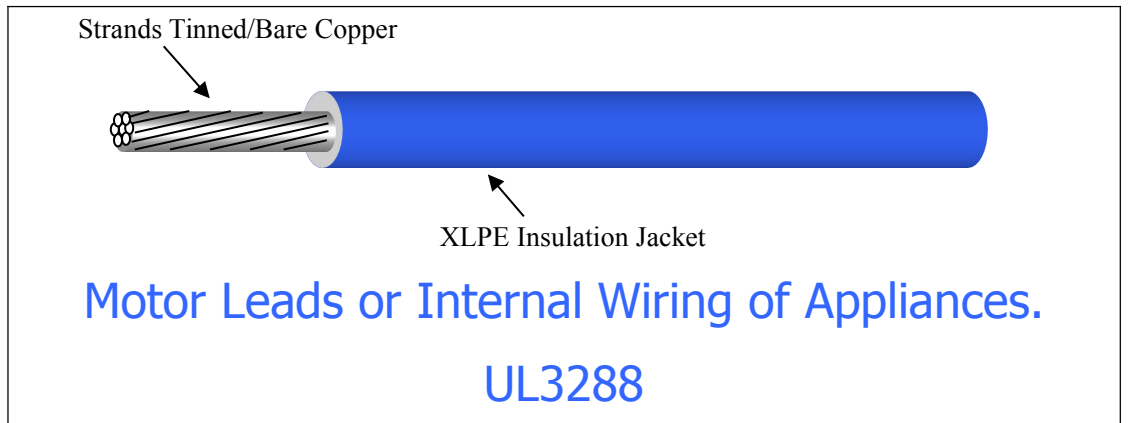 Strands Tinned/Bare Copper
XLPE Insulation Jacket
Motor Leads or Internal Wiring of Appliances.
UL3288